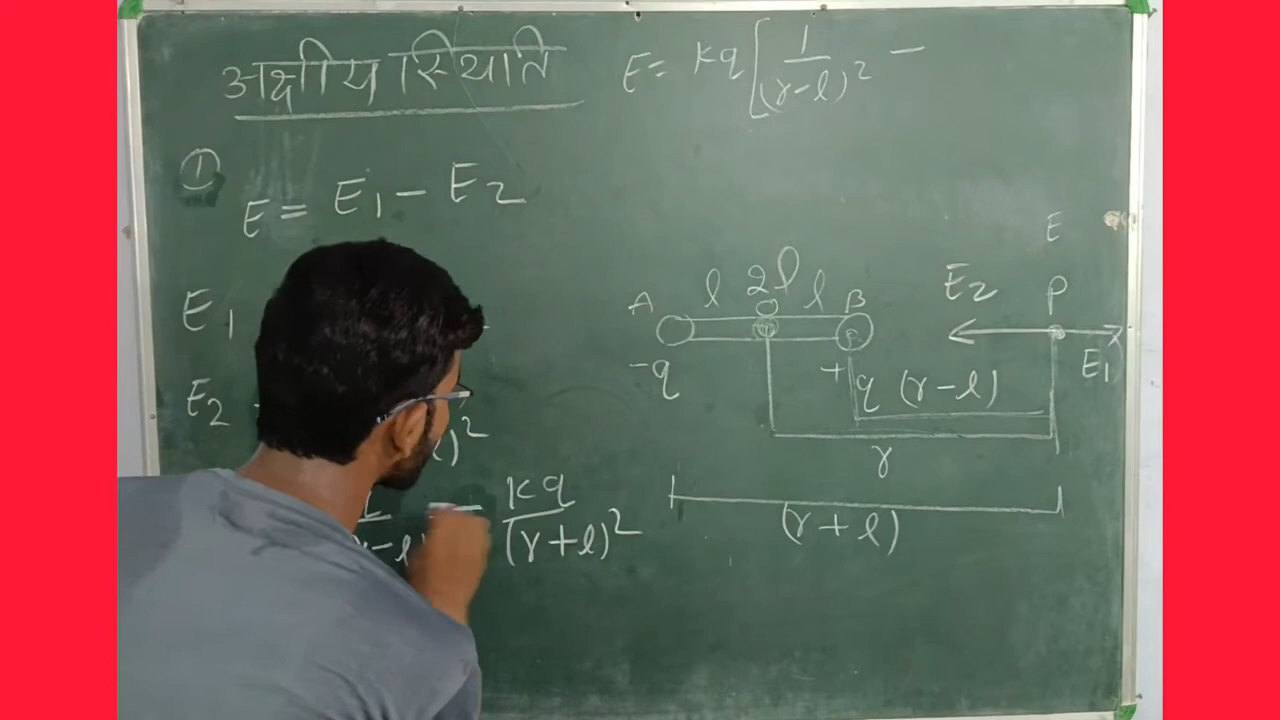 अक्षीय स्थिति
E = Kq[1/(r-l)² -
①
E = E₁ - E₂
E₁
E₂
)²
-l) - Kq/(r+l)²
E
l 2l l
A O B E₂ P
-q +q (r-l) E₁
r
(r+l)